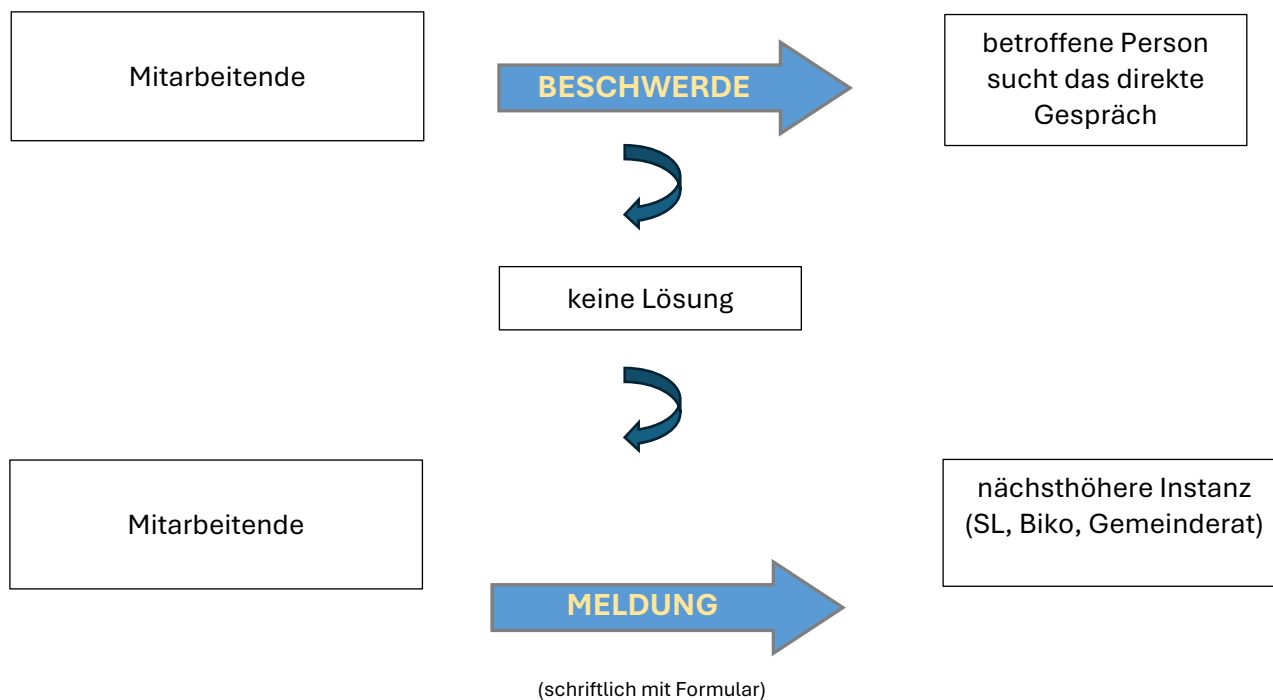 Mitarbeitende
BESCHWERDE
betroffene Person
sucht das direkte
Gespräch
keine Lösung
Mitarbeitende
nächsthöhere Instanz
(SL, Biko, Gemeinderat)
MELDUNG
(schriftlich mit Formular)